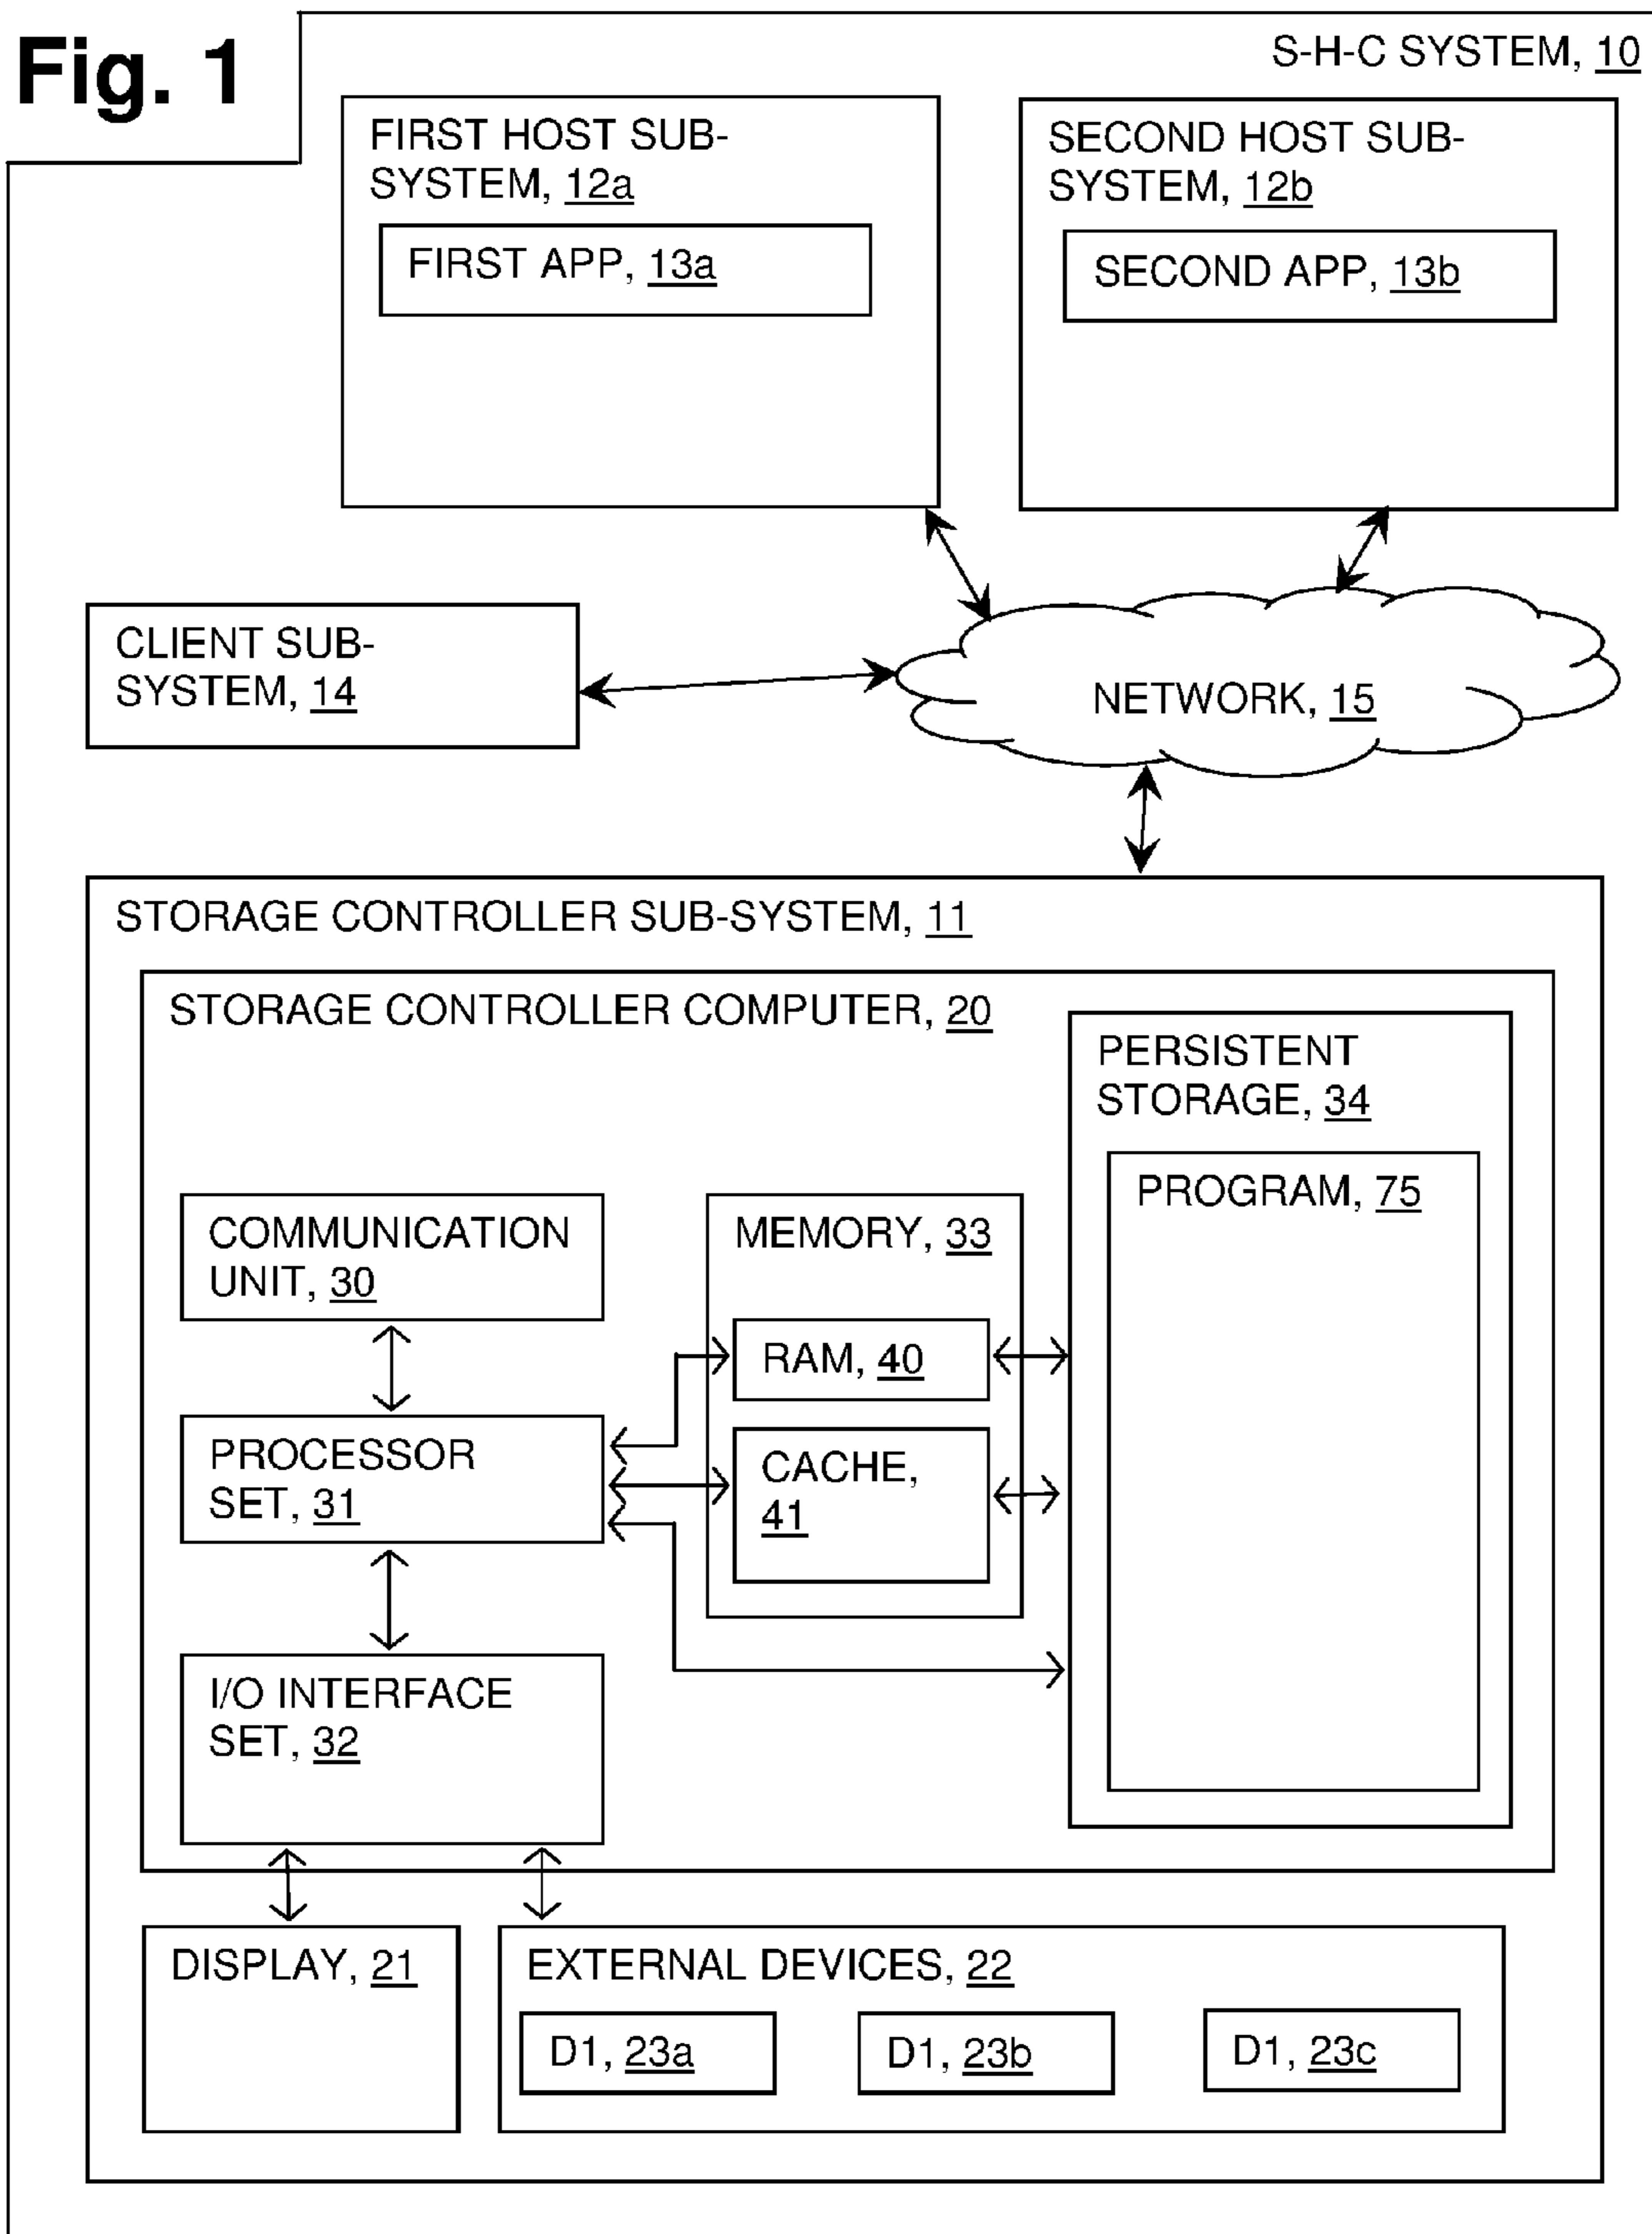 Fig. 1
S-H-C SYSTEM, 10
FIRST HOST SUB-
SYSTEM, 12a
FIRST APP, 13a
SECOND HOST SUB-
SYSTEM, 12b
SECOND APP, 13b
CLIENT SUB-
SYSTEM, 14
NETWORK, 15
STORAGE CONTROLLER SUB-SYSTEM, 11
STORAGE CONTROLLER COMPUTER, 20
PERSISTENT
STORAGE, 34
PROGRAM, 75
COMMUNICATION
UNIT, 30
MEMORY, 33
RAM, 40
PROCESSOR
SET, 31
CACHE,
41
I/O INTERFACE
SET, 32
DISPLAY, 21
EXTERNAL DEVICES, 22
D1, 23a
D1, 23b
D1, 23c